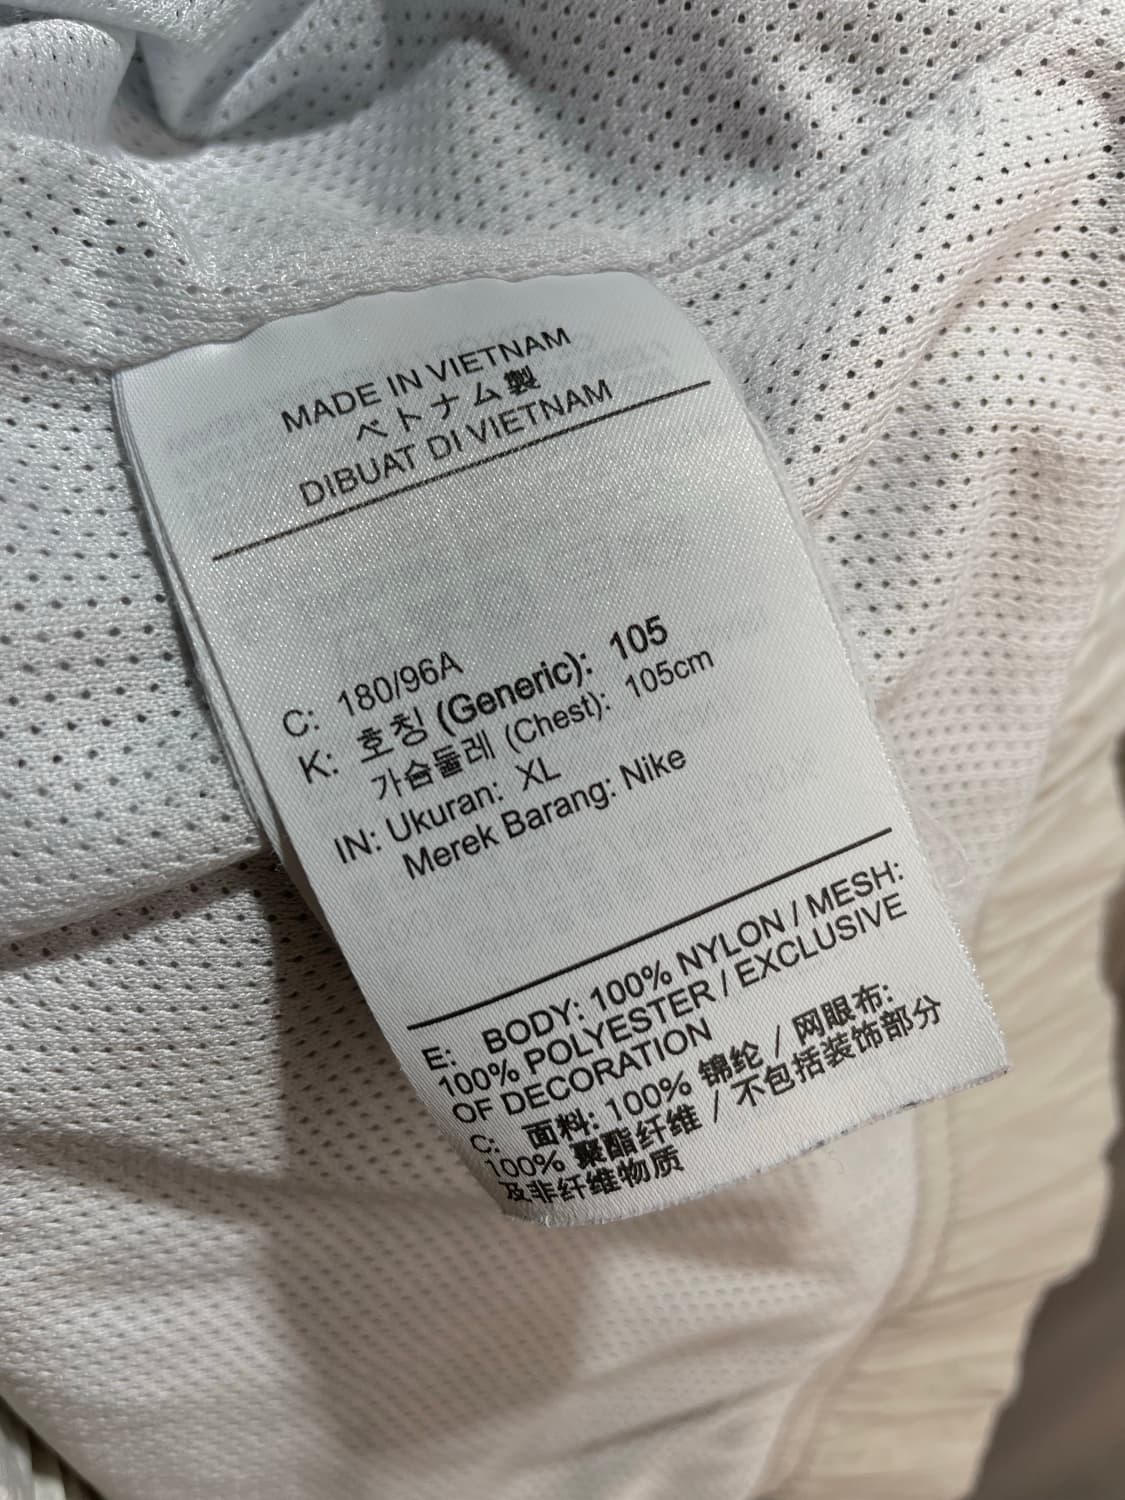 MADE IN VIETNAM
ベトナム製
DIBUAT DI VIETNAM
C: 180/96A
K: 호칭 (Generic): 105
가슴둘레 (Chest): 105cm
IN: Ukuran: XL
Merek Barang: Nike
E: BODY: 100% NYLON / MESH:
100% POLYESTER / EXCLUSIVE
OF DECORATION
C: 面料: 100% 锦纶 / 网眼布:
100% 聚酯纤维 / 不包括装饰部分
及非纤维物质